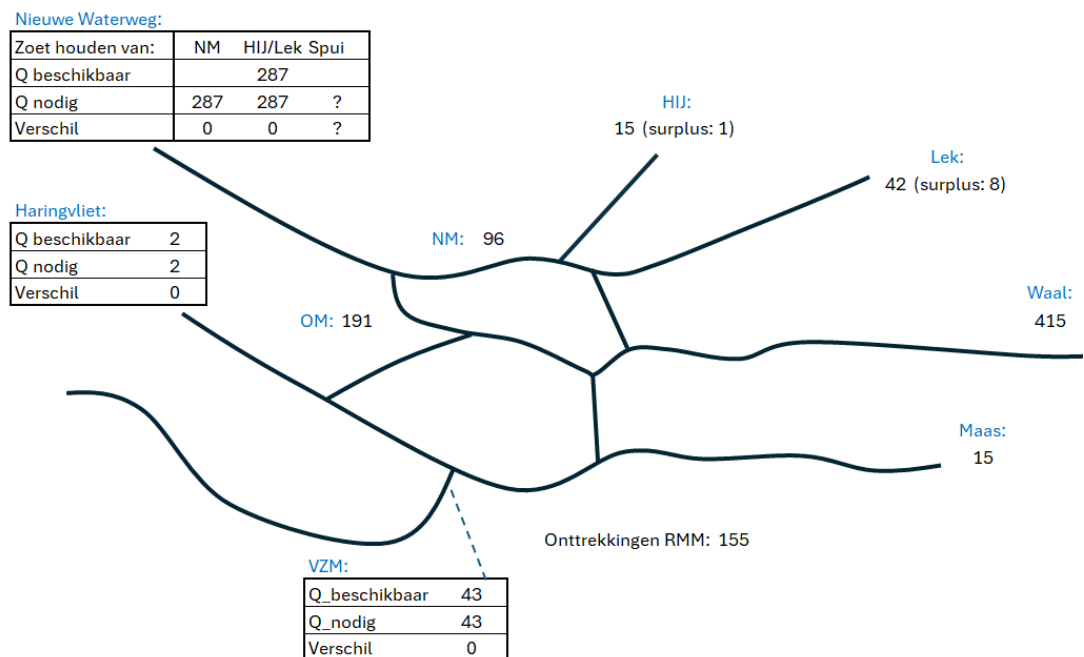 Nieuwe Waterweg:
Zoet houden van: NM HIJ/Lek Spui
Q beschikbaar 287
Q nodig 287 287 ?
Verschil 0 0 ?
HIJ:
15 (surplus: 1)
Lek:
42 (surplus: 8)
Haringvliet:
Q beschikbaar 2
Q nodig 2
Verschil 0
NM: 96
OM: 191
Waal:
415
Maas:
15
Onttrekkingen RMM: 155
VZM:
Q_beschikbaar 43
Q_nodig 43
Verschil 0